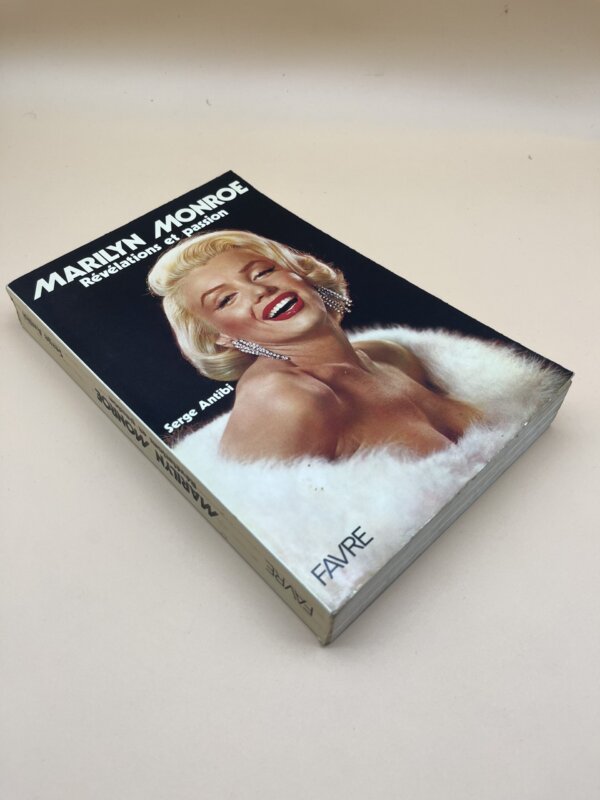 MARILYN MONROE
Révélations et passion
Serge Antibi
FAVRE
MARILYN MONROE
FAVRE